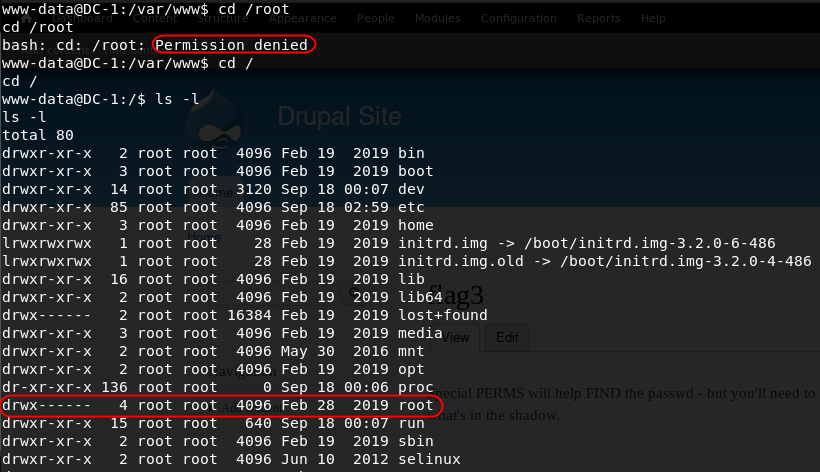 www-data@DC-1:/var/www$ cd /root
cd /root
Dashboard Content Structure Appearance People Modules Configuration Reports Help
bash: cd: /root: Permission denied
www-data@DC-1:/var/www$ cd /
cd /
www-data@DC-1:/$ ls -l
ls -l
Drupal Site
total 80
drwxr-xr-x   2 root root  4096 Feb 19  2019 bin
drwxr-xr-x   3 root root  4096 Feb 19  2019 boot
drwxr-xr-x  14 root root  3120 Sep 18 00:07 dev
drwxr-xr-x  85 root root  4096 Sep 18 02:59 etc
drwxr-xr-x   3 root root  4096 Feb 19  2019 home
lrwxrwxrwx   1 root root    28 Feb 19  2019 initrd.img -> /boot/initrd.img-3.2.0-6-486
lrwxrwxrwx   1 root root    28 Feb 19  2019 initrd.img.old -> /boot/initrd.img-3.2.0-4-486
drwxr-xr-x  16 root root  4096 Feb 19  2019 lib
drwxr-xr-x   2 root root  4096 Feb 19  2019 lib64
flag3
drwx------   2 root root 16384 Feb 19  2019 lost+found
drwxr-xr-x   3 root root  4096 Feb 19  2019 media
View Edit
drwxr-xr-x   2 root root  4096 May 30  2016 mnt
drwxr-xr-x   2 root root  4096 Feb 19  2019 opt
dr-xr-xr-x 136 root root     0 Sep 18 00:06 proc
PERMS will help FIND the passwd - but you'll need to
drwx------   4 root root  4096 Feb 28  2019 root
what's in the shadow.
drwxr-xr-x  15 root root   640 Sep 18 00:07 run
drwxr-xr-x   2 root root  4096 Feb 19  2019 sbin
drwxr-xr-x   2 root root  4096 Jun 10  2012 selinux